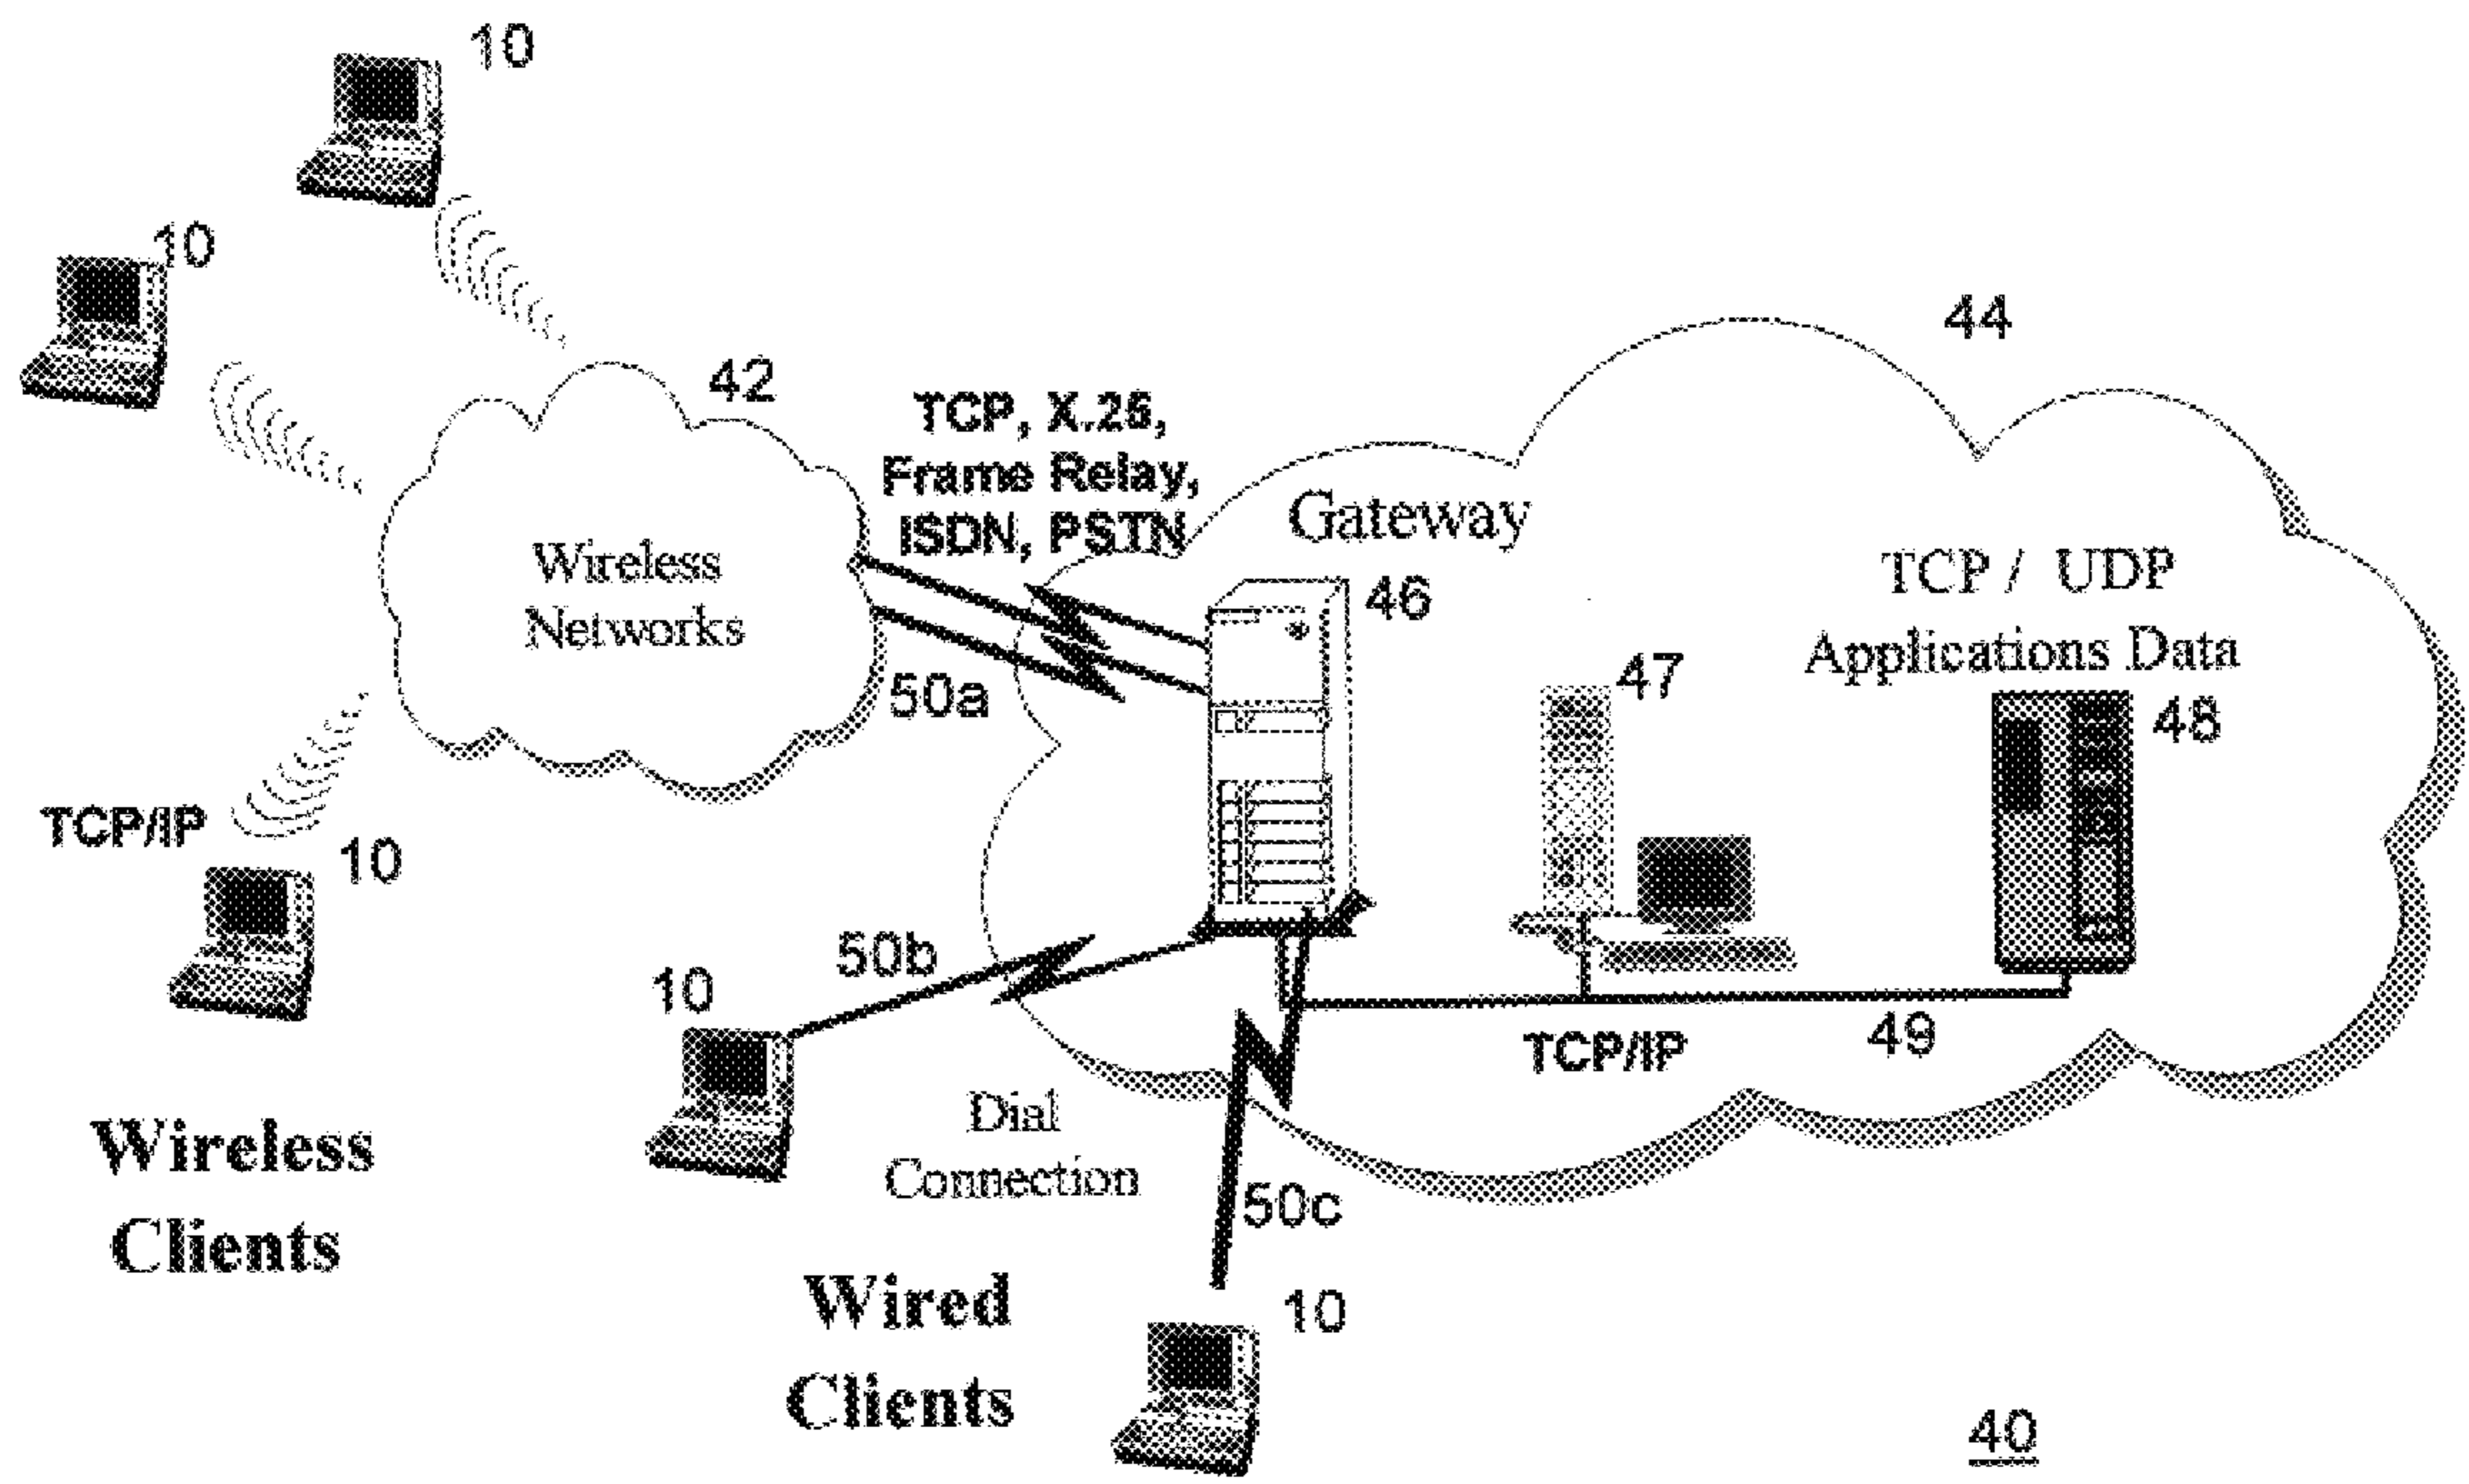 10
10
44
42
TCP, X.25,
Frame Relay,
ISDN, PSTN
Gateway
46
Wireless
Networks
TCP / UDP
Applications Data
47
48
50a
TCP/IP
10
50b
10
49
TCP/IP
Dial
Connection
50c
Wireless
Clients
Wired
Clients
10
40